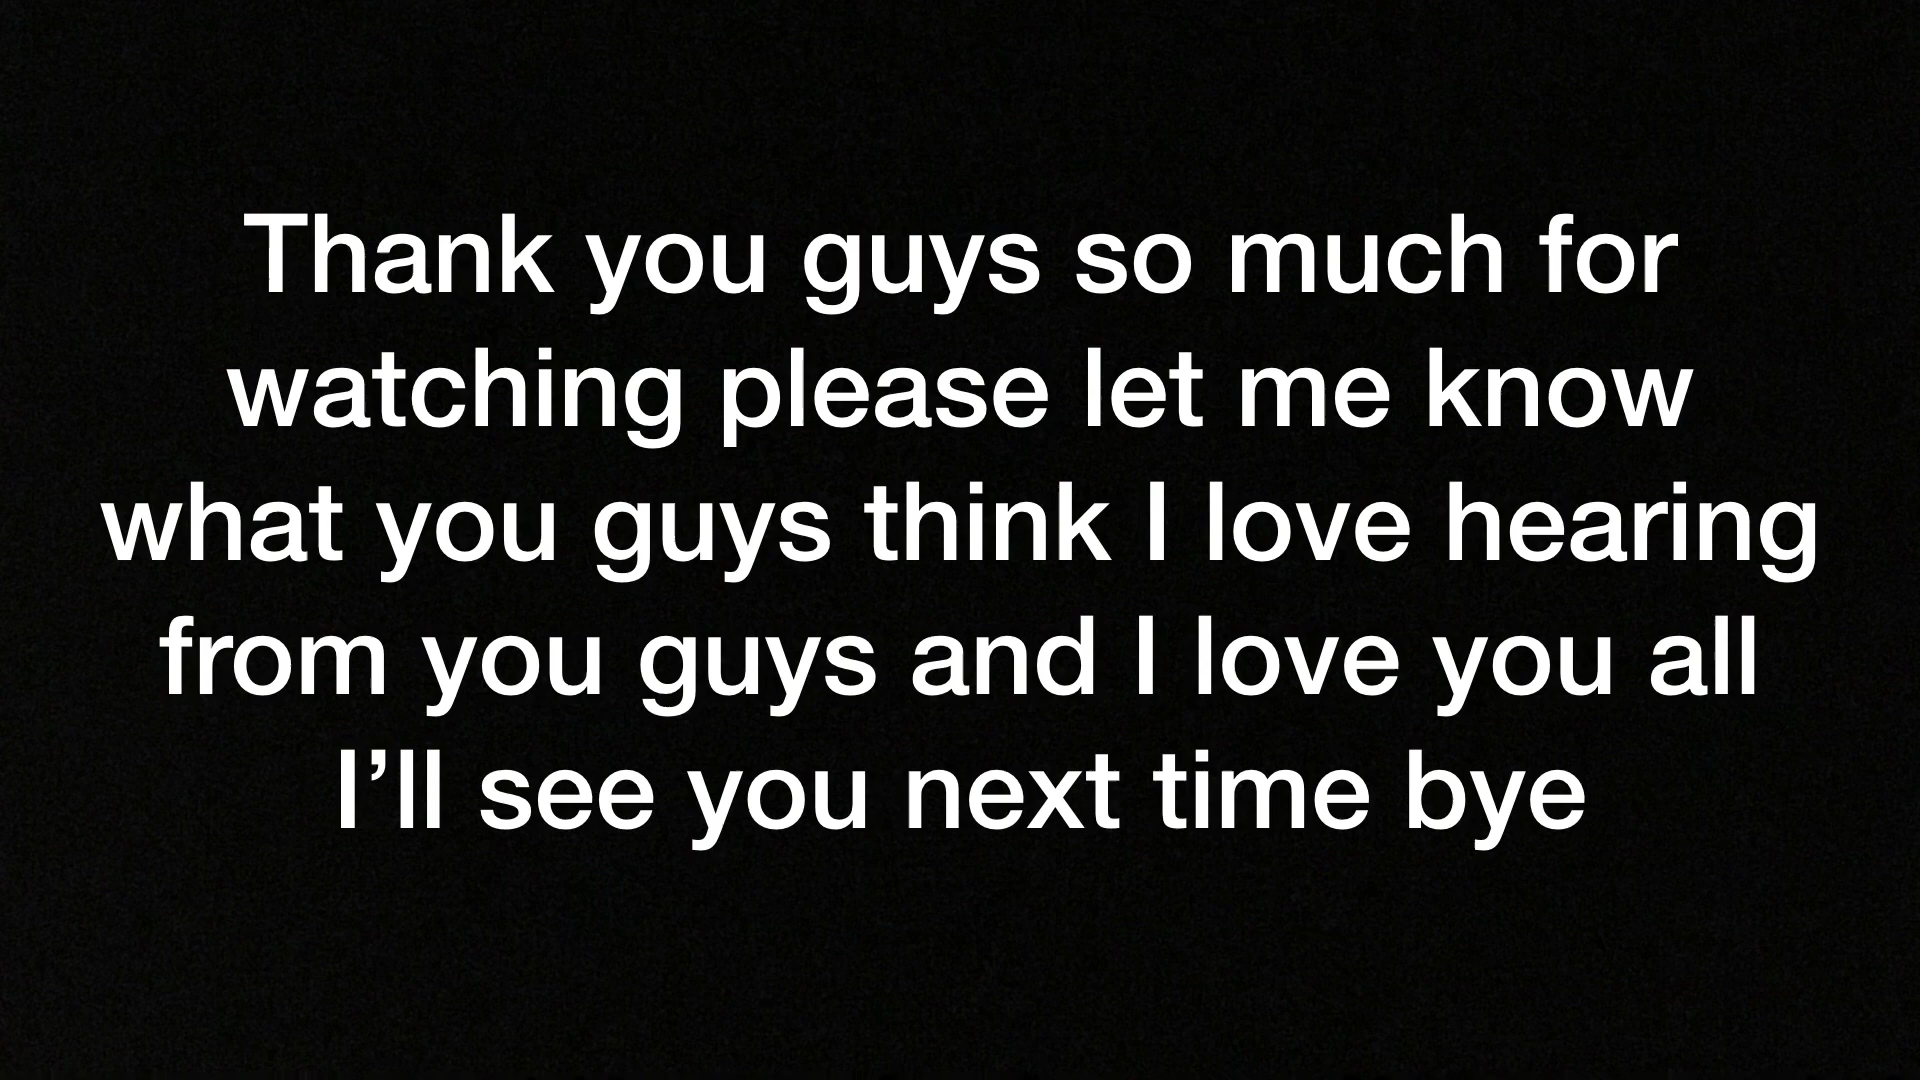 Thank you guys so much for
watching please let me know
what you guys think I love hearing
from you guys and I love you all
I’ll see you next time bye